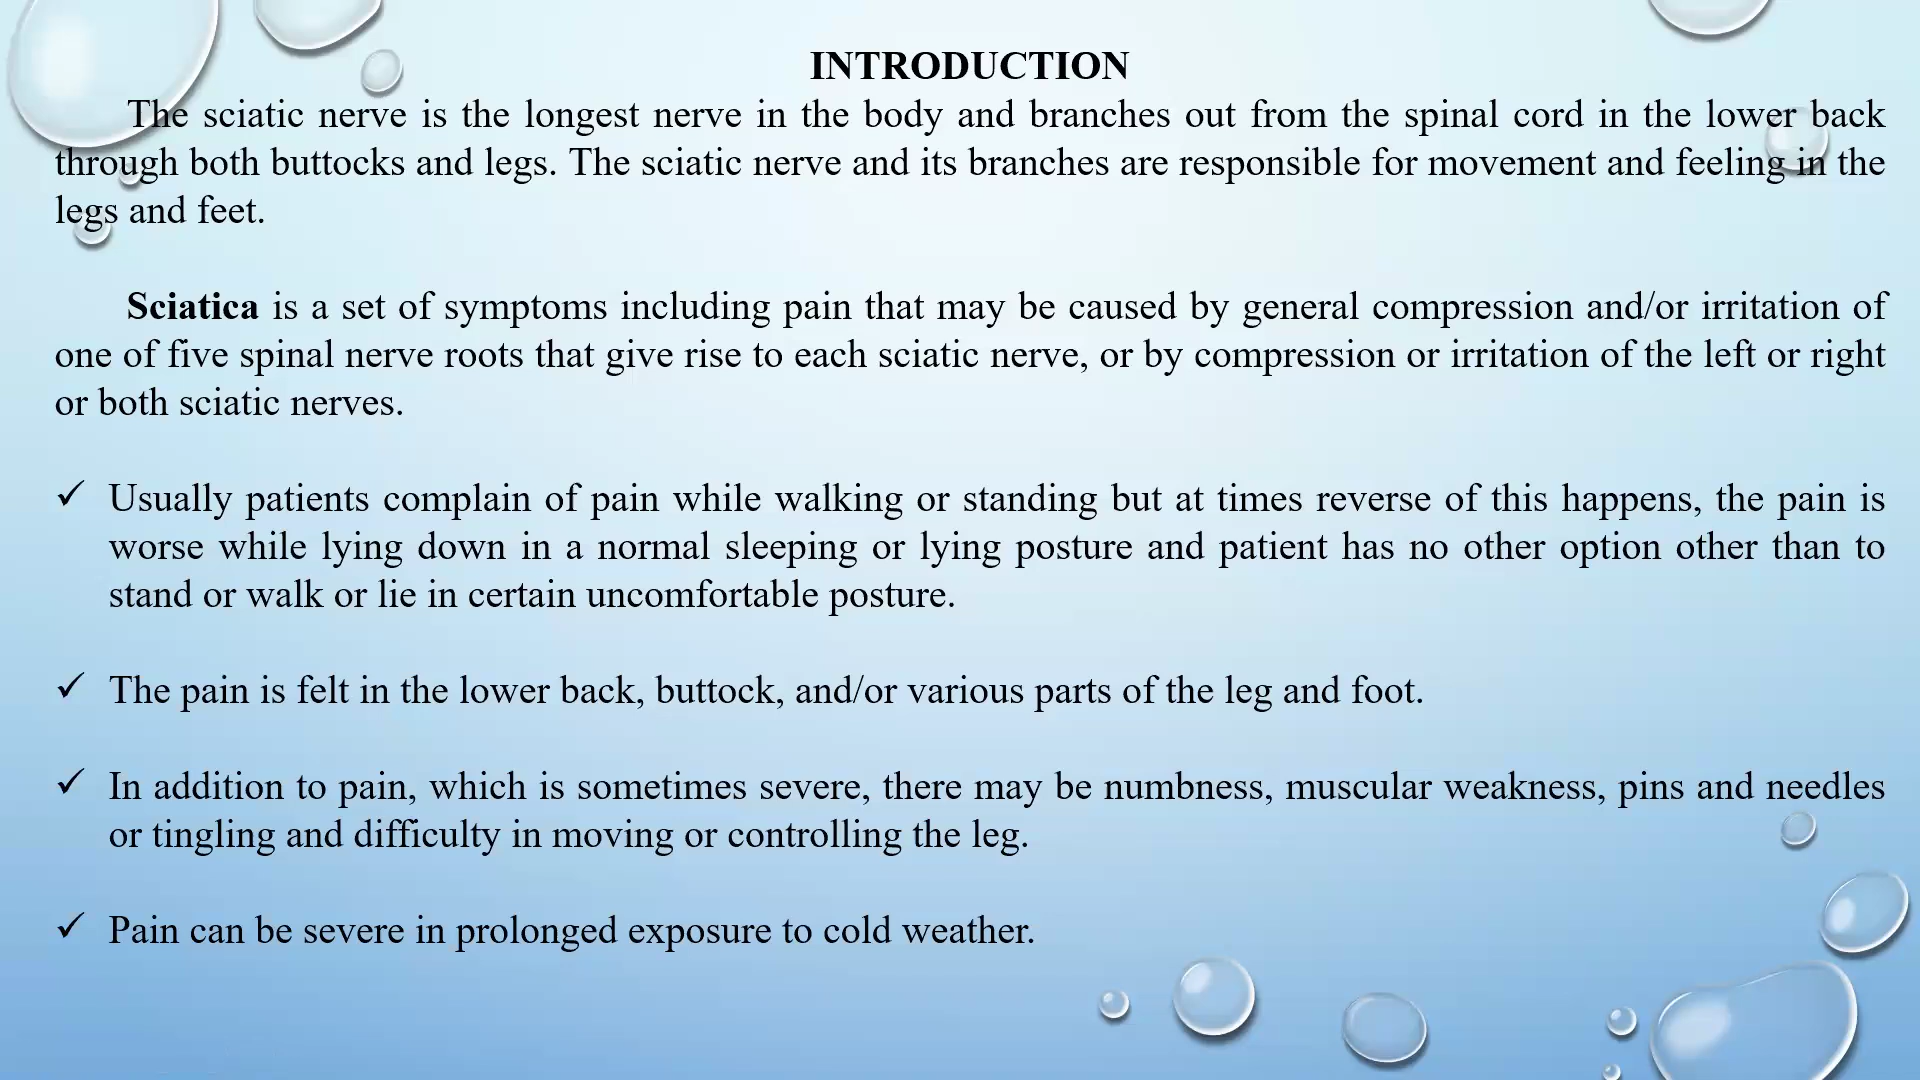 INTRODUCTION
The sciatic nerve is the longest nerve in the body and branches out from the spinal cord in the lower back
through both buttocks and legs. The sciatic nerve and its branches are responsible for movement and feeling in the
legs and feet.
Sciatica is a set of symptoms including pain that may be caused by general compression and/or irritation of
one of five spinal nerve roots that give rise to each sciatic nerve, or by compression or irritation of the left or right
or both sciatic nerves.
✓ Usually patients complain of pain while walking or standing but at times reverse of this happens, the pain is
worse while lying down in a normal sleeping or lying posture and patient has no other option other than to
stand or walk or lie in certain uncomfortable posture.
✓ The pain is felt in the lower back, buttock, and/or various parts of the leg and foot.
✓ In addition to pain, which is sometimes severe, there may be numbness, muscular weakness, pins and needles
or tingling and difficulty in moving or controlling the leg.
✓ Pain can be severe in prolonged exposure to cold weather.